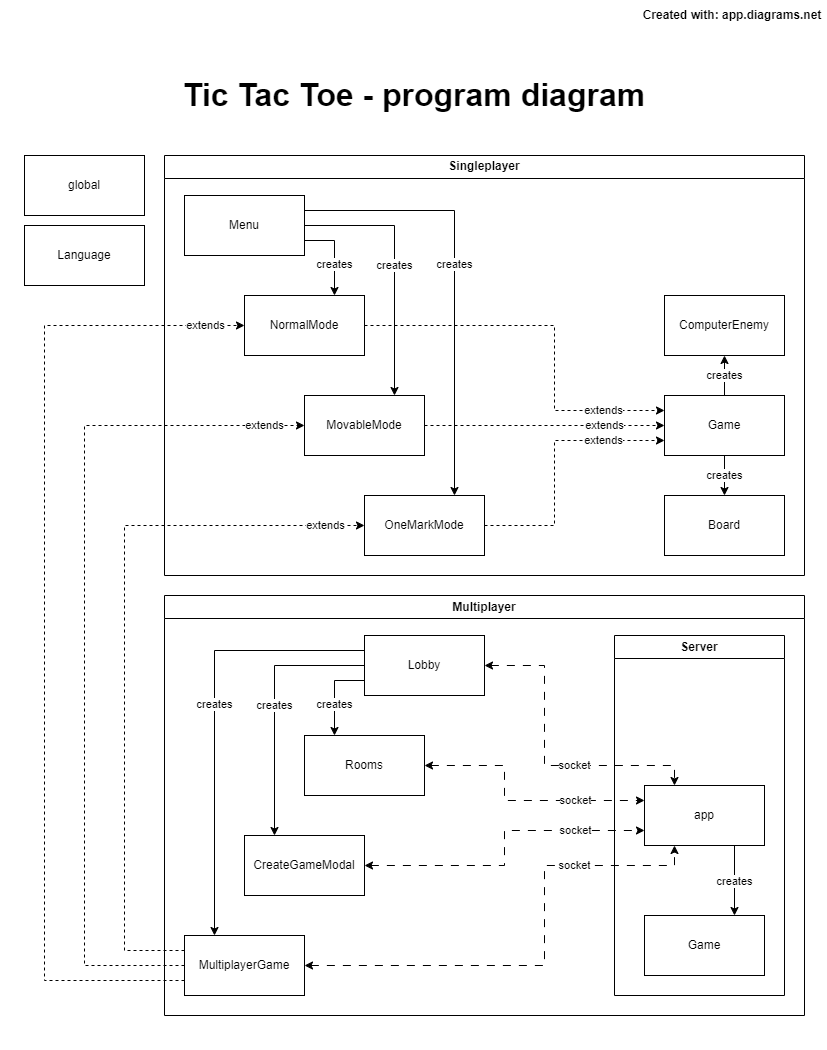 Created with: app.diagrams.net
Tic Tac Toe - program diagram
global
Language
Singleplayer
Menu
creates
creates
creates
extends
NormalMode
ComputerEnemy
creates
extends
MovableMode
extends
extends
extends
Game
creates
extends
OneMarkMode
Board
Multiplayer
Lobby
Server
creates
creates
creates
Rooms
socket
socket
app
socket
CreateGameModal
socket
creates
MultiplayerGame
Game